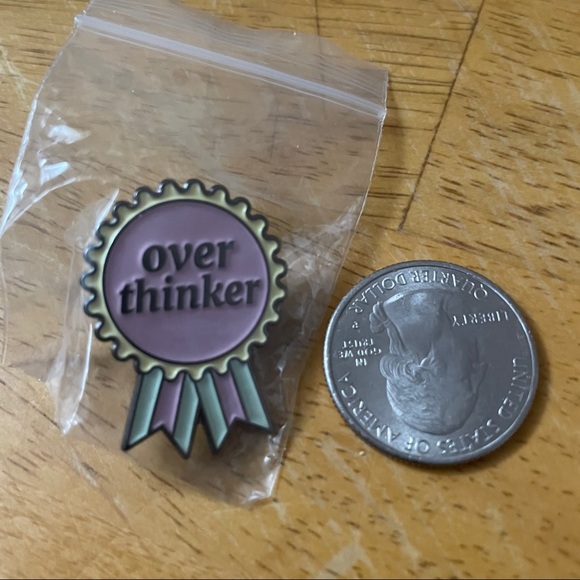 over
thinker
UNITED STATES OF AMERICA
LIBERTY
IN
GOD WE
TRUST
QUARTER DOLLAR